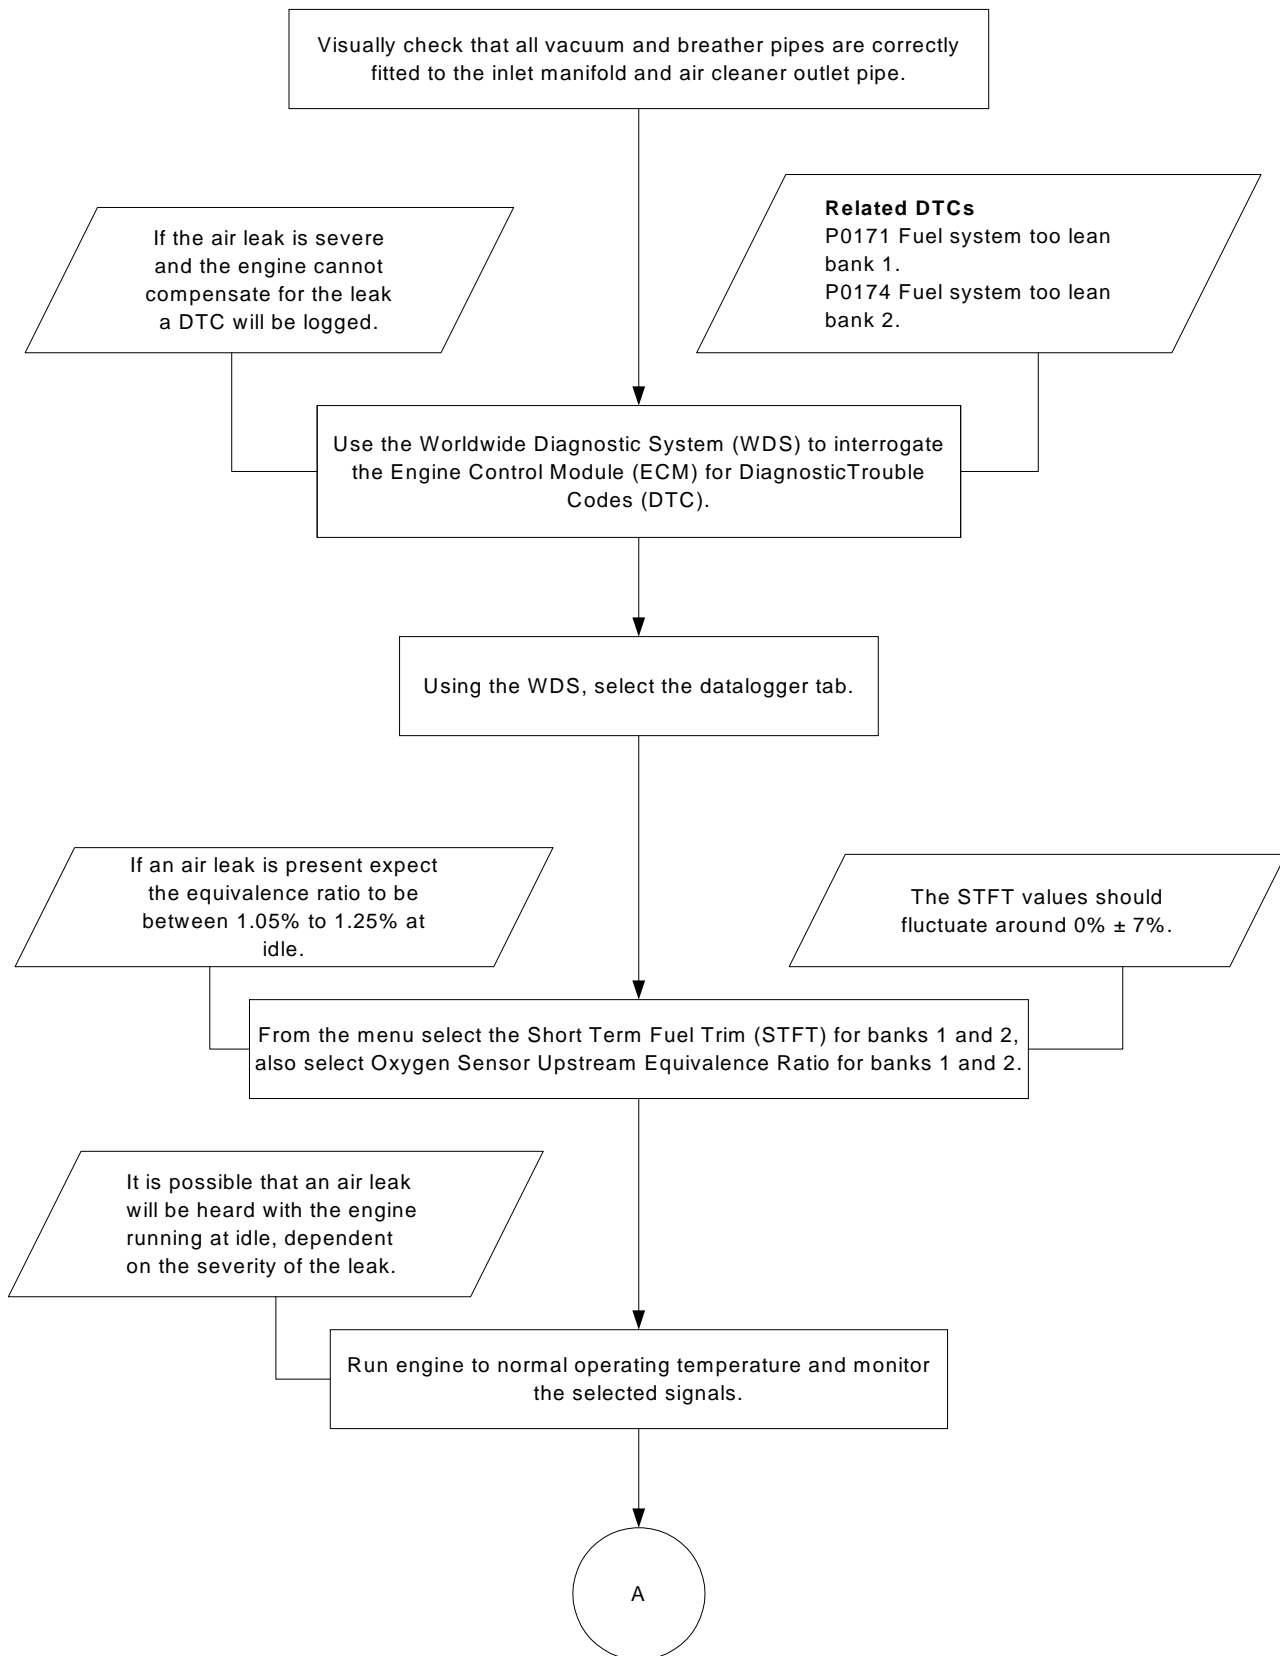 Visually check that all vacuum and breather pipes are correctly
fitted to the inlet manifold and air cleaner outlet pipe.
If the air leak is severe
and the engine cannot
compensate for the leak
a DTC will be logged.
Related DTCs
P0171 Fuel system too lean
bank 1.
P0174 Fuel system too lean
bank 2.
Use the Worldwide Diagnostic System (WDS) to interrogate
the Engine Control Module (ECM) for DiagnosticTrouble
Codes (DTC).
Using the WDS, select the datalogger tab.
If an air leak is present expect
the equivalence ratio to be
between 1.05% to 1.25% at
idle.
The STFT values should
fluctuate around 0% ± 7%.
From the menu select the Short Term Fuel Trim (STFT) for banks 1 and 2,
also select Oxygen Sensor Upstream Equivalence Ratio for banks 1 and 2.
It is possible that an air leak
will be heard with the engine
running at idle, dependent
on the severity of the leak.
Run engine to normal operating temperature and monitor
the selected signals.
A